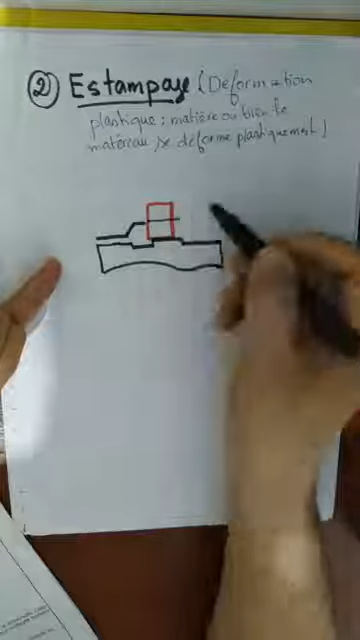 ② Estampage (Déformation
plastique : matière ou bien le
matériau se déforme plastiquement)